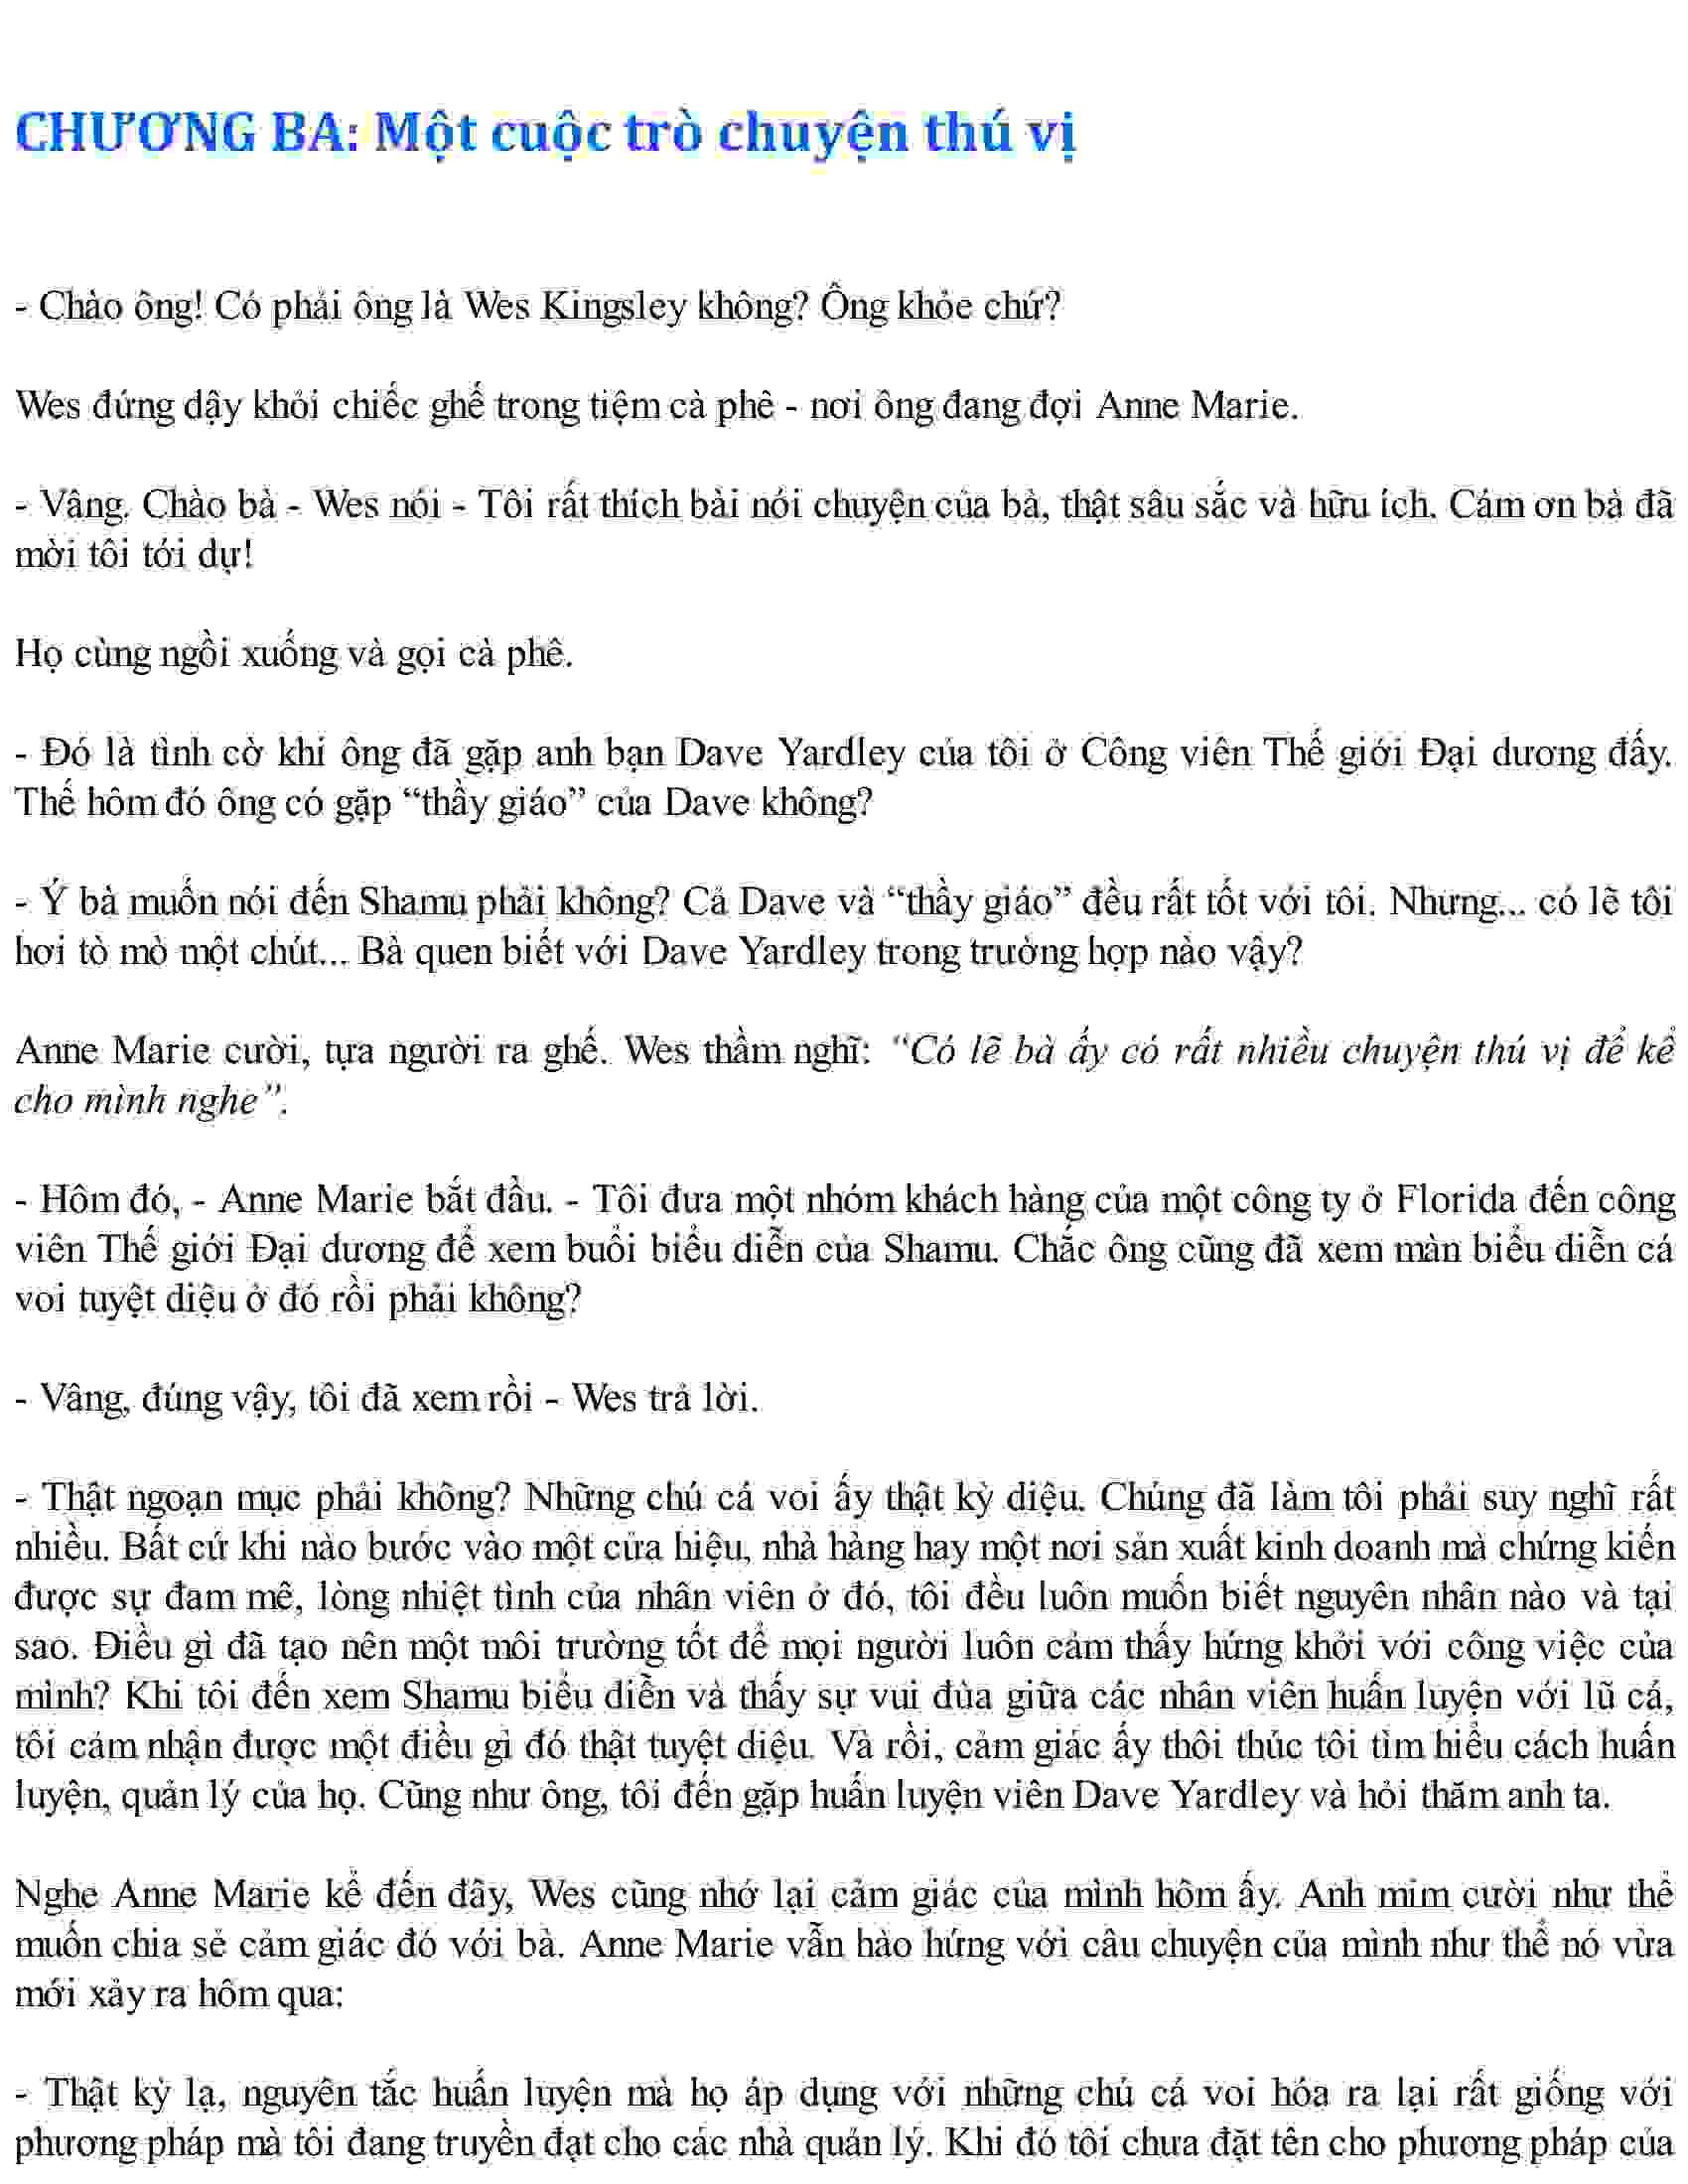 CHƯƠNG BA: Một cuộc trò chuyện thú vị
- Chào ông! Có phải ông là Wes Kingsley không? Ông khỏe chứ?
Wes đứng dậy khỏi chiếc ghế trong tiệm cà phê - nơi ông đang đợi Anne Marie.
- Vâng. Chào bà - Wes nói - Tôi rất thích bài nói chuyện của bà, thật sâu sắc và hữu ích. Cám ơn bà đã
mời tôi tới dự!
Họ cùng ngồi xuống và gọi cà phê.
- Đó là tình cờ khi ông đã gặp anh bạn Dave Yardley của tôi ở Công viên Thế giới Đại dương đấy.
Thế hôm đó ông có gặp “thầy giáo” của Dave không?
- Ý bà muốn nói đến Shamu phải không? Cả Dave và “thầy giáo” đều rất tốt với tôi. Nhưng... có lẽ tôi
hơi tò mò một chút... Bà quen biết với Dave Yardley trong trường hợp nào vậy?
Anne Marie cười, tựa người ra ghế. Wes thầm nghĩ: “Có lẽ bà ấy có rất nhiều chuyện thú vị để kể
cho mình nghe”.
- Hôm đó, - Anne Marie bắt đầu. - Tôi đưa một nhóm khách hàng của một công ty ở Florida đến công
viên Thế giới Đại dương để xem buổi biểu diễn của Shamu. Chắc ông cũng đã xem màn biểu diễn cá
voi tuyệt diệu ở đó rồi phải không?
- Vâng, đúng vậy, tôi đã xem rồi - Wes trả lời.
- Thật ngoạn mục phải không? Những chú cá voi ấy thật kỳ diệu. Chúng đã làm tôi phải suy nghĩ rất
nhiều. Bất cứ khi nào bước vào một cửa hiệu, nhà hàng hay một nơi sản xuất kinh doanh mà chứng kiến
được sự đam mê, lòng nhiệt tình của nhân viên ở đó, tôi đều luôn muốn biết nguyên nhân nào và tại
sao. Điều gì đã tạo nên một môi trường tốt để mọi người luôn cảm thấy hứng khởi với công việc của
mình? Khi tôi đến xem Shamu biểu diễn và thấy sự vui đùa giữa các nhân viên huấn luyện với lũ cá,
tôi cảm nhận được một điều gì đó thật tuyệt diệu. Và rồi, cảm giác ấy thôi thúc tôi tìm hiểu cách huấn
luyện, quản lý của họ. Cũng như ông, tôi đến gặp huấn luyện viên Dave Yardley và hỏi thăm anh ta.
Nghe Anne Marie kể đến đây, Wes cũng nhớ lại cảm giác của mình hôm ấy. Anh mỉm cười như thể
muốn chia sẻ cảm giác đó với bà. Anne Marie vẫn hào hứng với câu chuyện của mình như thể nó vừa
mới xảy ra hôm qua:
- Thật kỳ lạ, nguyên tắc huấn luyện mà họ áp dụng với những chú cá voi hóa ra lại rất giống với
phương pháp mà tôi đang truyền đạt cho các nhà quản lý. Khi đó tôi chưa đặt tên cho phương pháp của